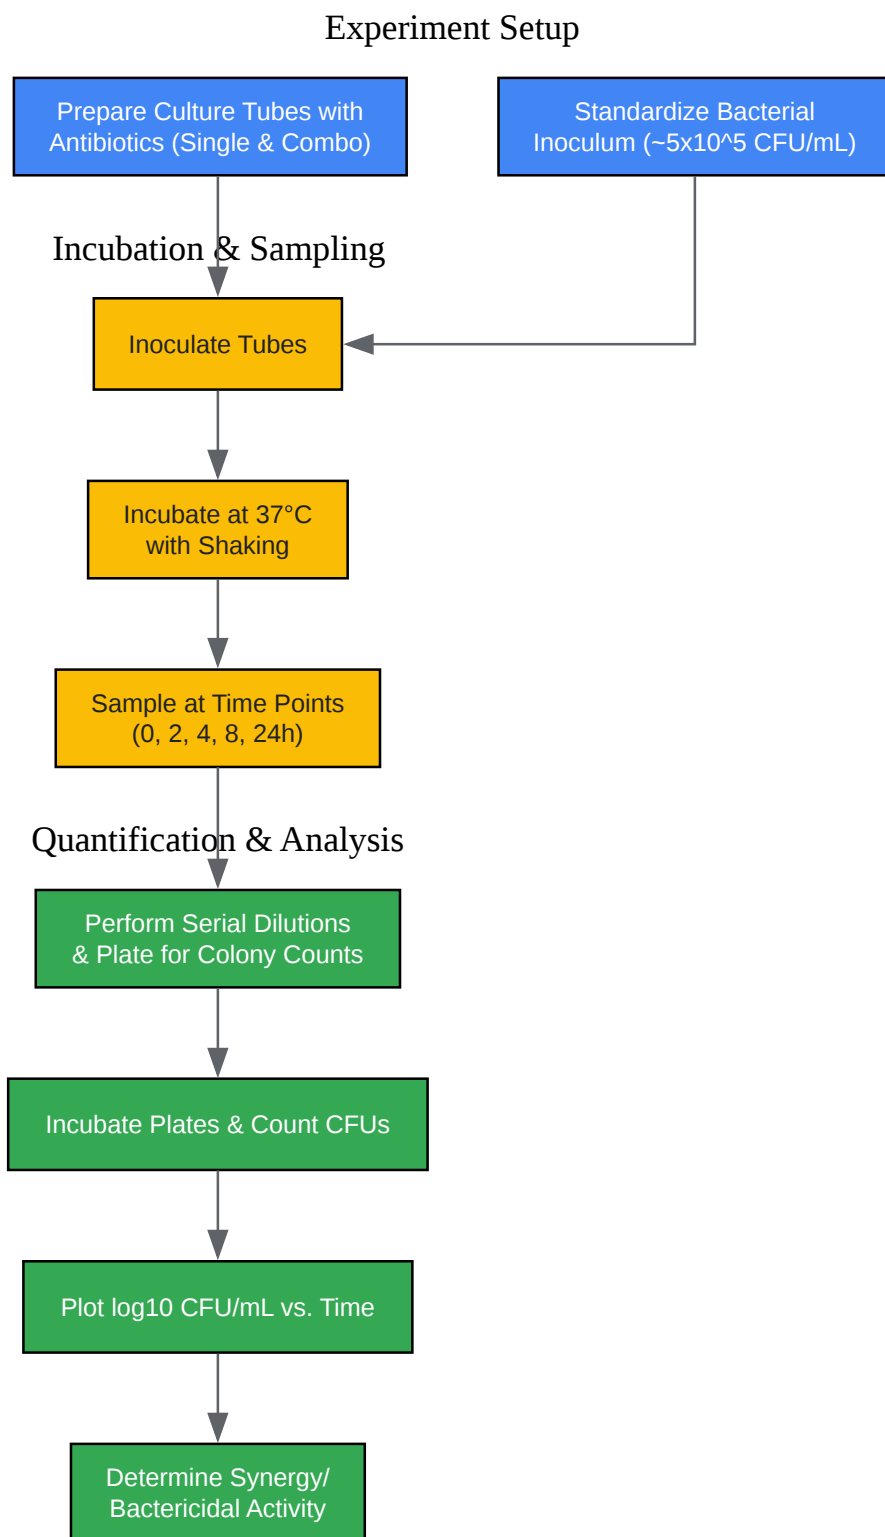 Experiment Setup
Prepare Culture Tubes with
Antibiotics (Single & Combo)
Standardize Bacterial
Inoculum (~5x10^5 CFU/mL)
Incubation & Sampling
Inoculate Tubes
Incubate at 37°C
with Shaking
Sample at Time Points
(0, 2, 4, 8, 24h)
Quantification & Analysis
Perform Serial Dilutions
& Plate for Colony Counts
Incubate Plates & Count CFUs
Plot log10 CFU/mL vs. Time
Determine Synergy/
Bactericidal Activity